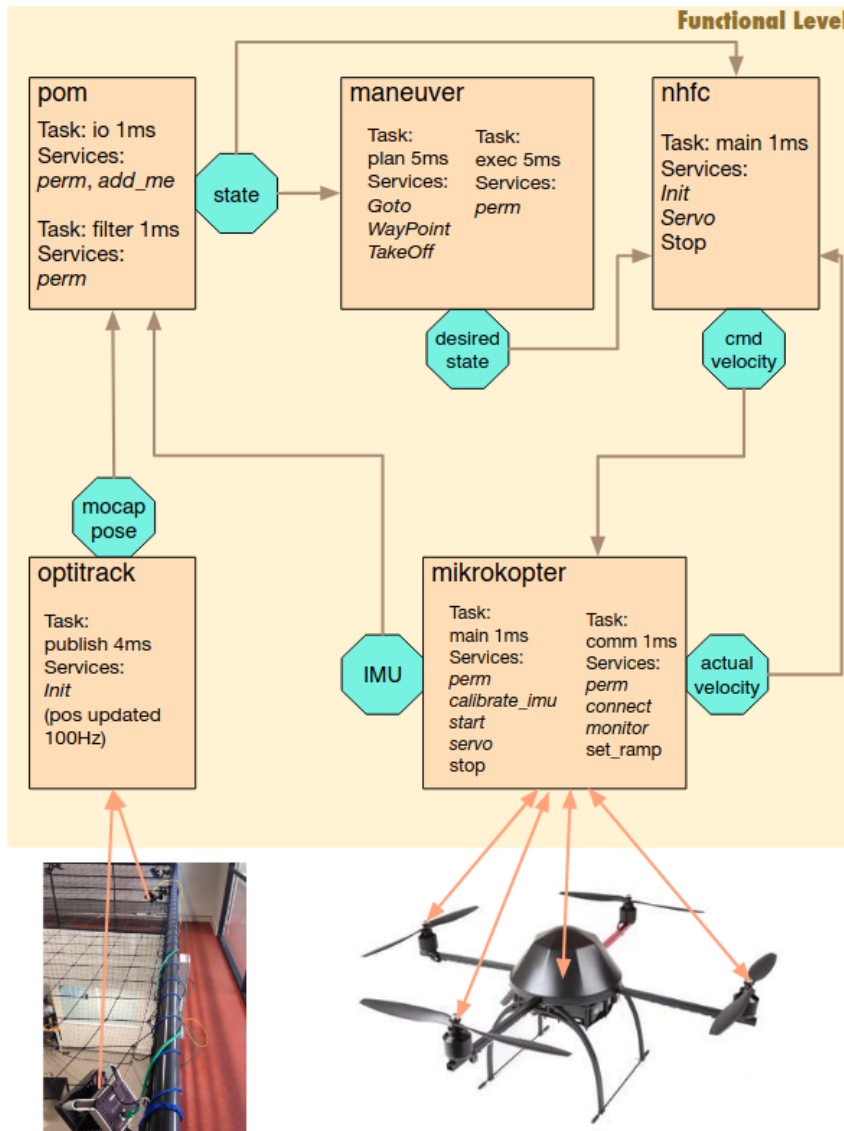 Functional Level
pom
Task: io 1ms
Services:
perm, add_me
Task: filter 1ms
Services:
perm
state
maneuver
Task:
plan 5ms
Services:
Goto
WayPoint
TakeOff
Task:
exec 5ms
Services:
perm
desired
state
nhfc
Task: main 1ms
Services:
Init
Servo
Stop
cmd
velocity
mocap
pose
optitrack
Task:
publish 4ms
Services:
Init
(pos updated
100Hz)
IMU
mikrokopter
Task:
main 1ms
Services:
perm
calibrate_imu
start
servo
stop
Task:
comm 1ms
Services:
perm
connect
monitor
set_ramp
actual
velocity